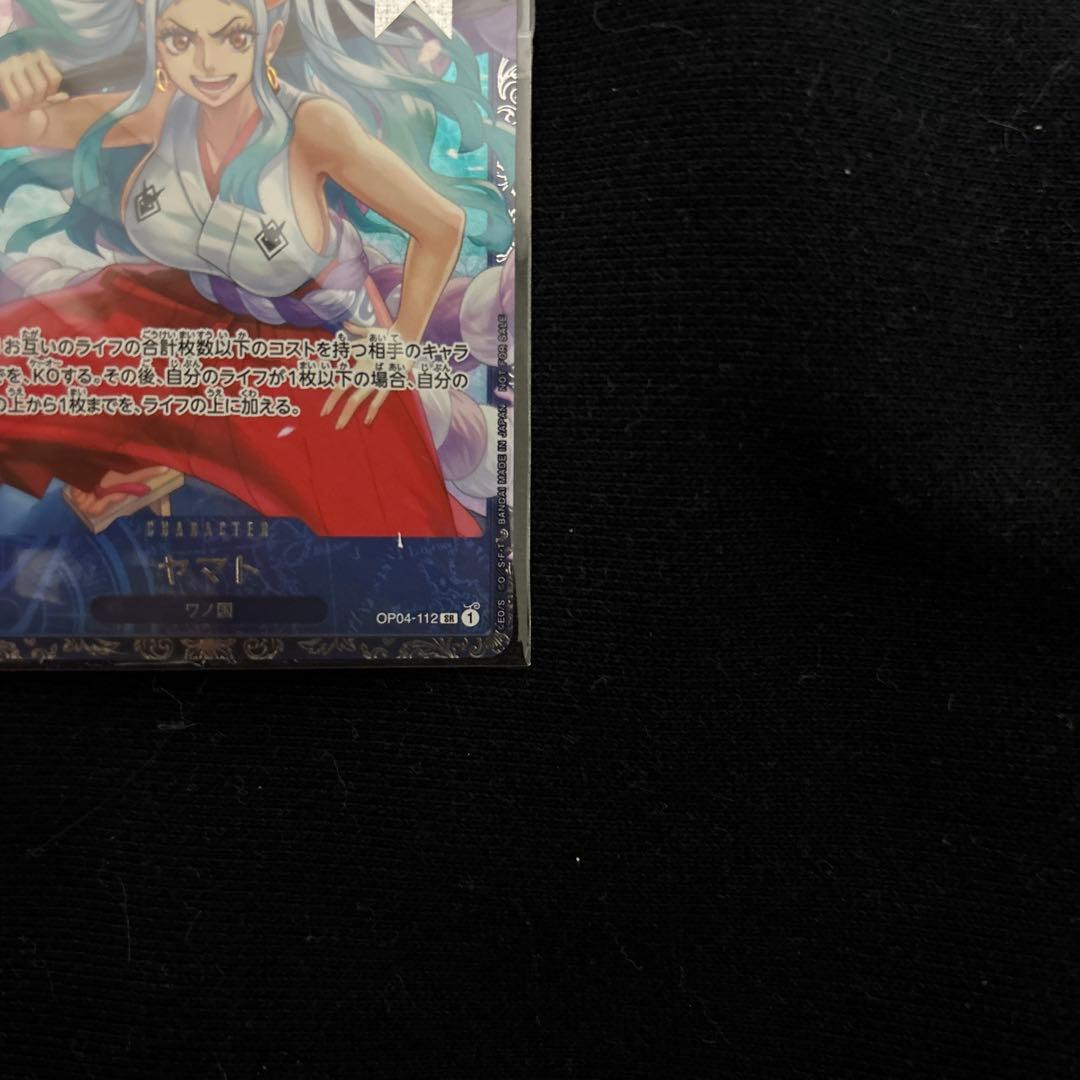 お互いのライフの合計枚数以下のコストを持つ相手のキャラ
を、KOする。その後、自分のライフが1枚以下の場合、自分の
の上から1枚までを、ライフの上に加える。
CHARACTER
ヤマト
ワノ国
OP04-112 SR 1
BANDAI MADE IN JAPAN NOT FOR SALE